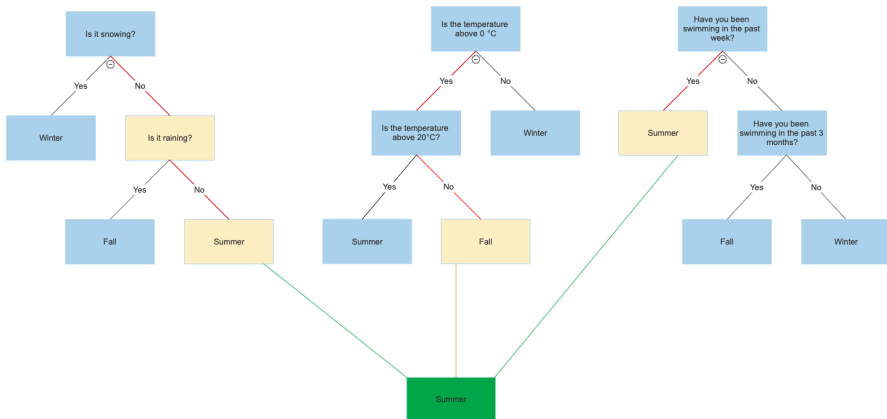 Is it snowing?
Is the temperature
above 0 °C
Have you been
swimming in the past
week?
Yes
No
Yes
No
Yes
No
Winter
Is it raining?
Is the temperature
above 20°C?
Winter
Summer
Have you been
swimming in the past 3
months?
Yes
No
Yes
No
Yes
No
Fall
Summer
Summer
Fall
Fall
Winter
Summer